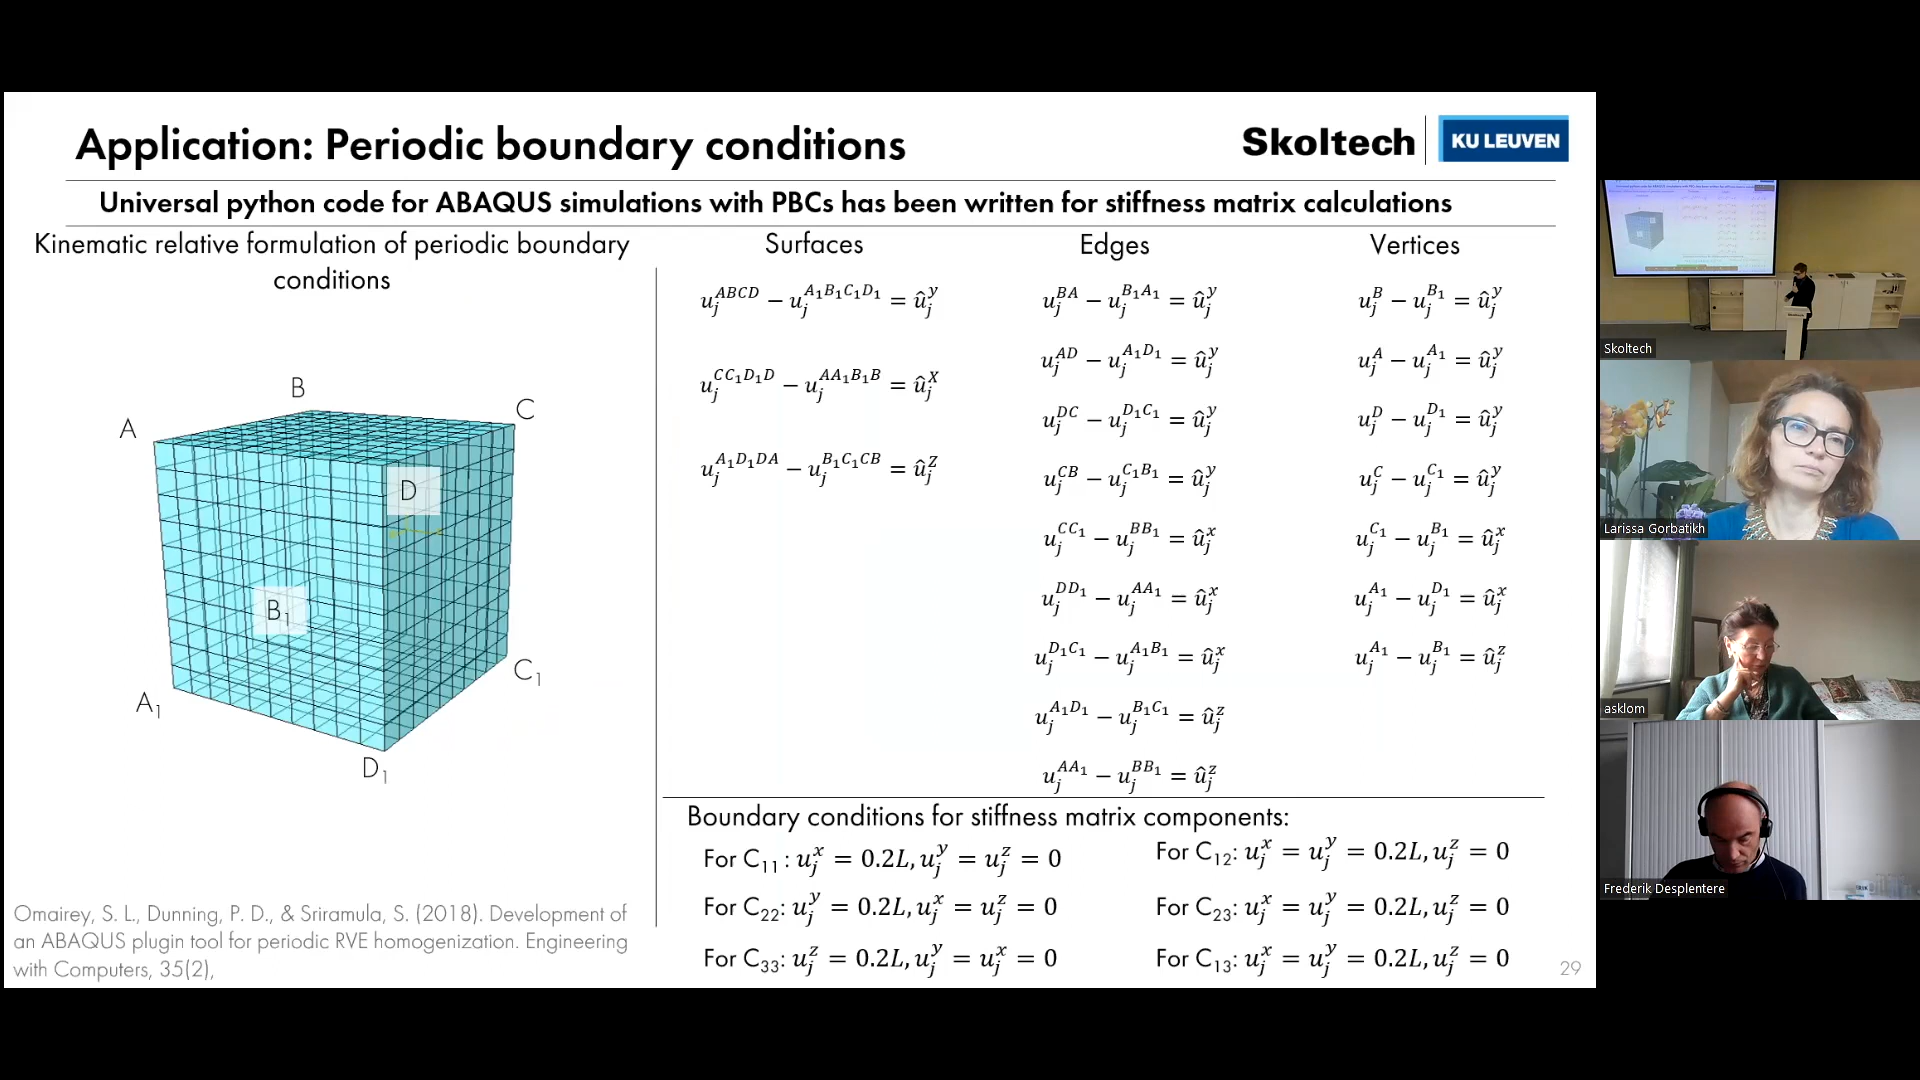 Application: Periodic boundary conditions
Skoltech
KU LEUVEN
Universal python code for ABAQUS simulations with PBCs has been written for stiffness matrix calculations
Kinematic relative formulation of periodic boundary
conditions
A
B
C
D
B₁
A₁
C₁
D₁
Omairey, S. L., Dunning, P. D., & Sriramula, S. (2018). Development of
an ABAQUS plugin tool for periodic RVE homogenization. Engineering
with Computers, 35(2),
Surfaces
u_j^{ABCD} − u_j^{A₁B₁C₁D₁} = û_j^y
u_j^{CC₁D₁D} − u_j^{AA₁B₁B} = û_j^X
u_j^{A₁D₁DA} − u_j^{B₁C₁CB} = û_j^z
Edges
u_j^{BA} − u_j^{B₁A₁} = û_j^y
u_j^{AD} − u_j^{A₁D₁} = û_j^y
u_j^{DC} − u_j^{D₁C₁} = û_j^y
u_j^{CB} − u_j^{C₁B₁} = û_j^y
u_j^{CC₁} − u_j^{BB₁} = û_j^x
u_j^{DD₁} − u_j^{AA₁} = û_j^x
u_j^{D₁C₁} − u_j^{A₁B₁} = û_j^x
u_j^{A₁D₁} − u_j^{B₁C₁} = û_j^z
u_j^{AA₁} − u_j^{BB₁} = û_j^z
Vertices
u_j^B − u_j^{B₁} = û_j^y
u_j^A − u_j^{A₁} = û_j^y
u_j^D − u_j^{D₁} = û_j^y
u_j^C − u_j^{C₁} = û_j^y
u_j^{C₁} − u_j^{B₁} = û_j^x
u_j^{A₁} − u_j^{D₁} = û_j^x
u_j^{A₁} − u_j^{B₁} = û_j^z
Boundary conditions for stiffness matrix components:
For C₁₁: u_j^x = 0.2L, u_j^y = u_j^z = 0
For C₂₂: u_j^y = 0.2L, u_j^x = u_j^z = 0
For C₃₃: u_j^z = 0.2L, u_j^y = u_j^x = 0
For C₁₂: u_j^x = u_j^y = 0.2L, u_j^z = 0
For C₂₃: u_j^x = u_j^y = 0.2L, u_j^z = 0
For C₁₃: u_j^x = u_j^y = 0.2L, u_j^z = 0
29
Skoltech
Skoltech
Larissa Gorbatikh
asklom
Frederik Desplentere